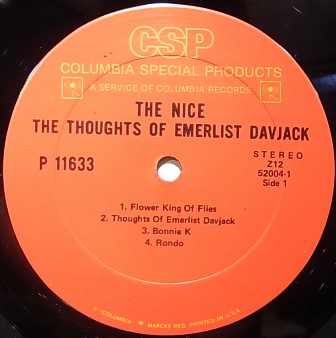 CSP
COLUMBIA SPECIAL PRODUCTS
A SERVICE OF COLUMBIA RECORDS
THE NICE
THE THOUGHTS OF EMERLIST DAVJACK
P 11633
STEREO
Z12
52004-1
Side 1
1. Flower King Of Flies
2. Thoughts Of Emerlist Davjack
3. Bonnie K
4. Rondo
® "COLUMBIA" MARCAS REG. PRINTED IN U.S.A.